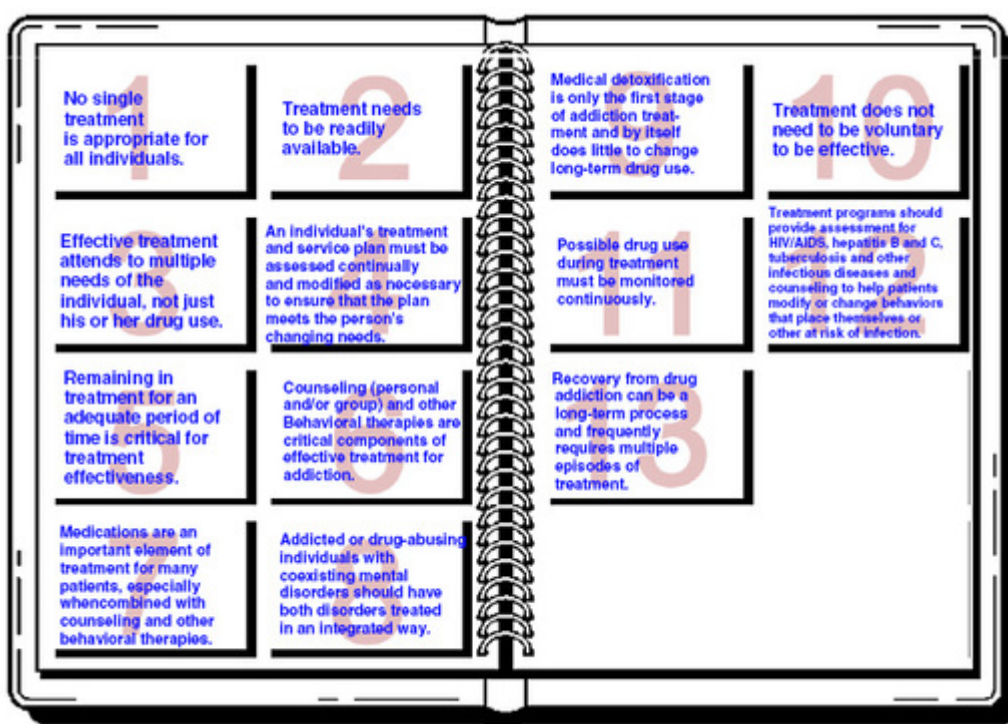 1
No single
treatment
is appropriate for
all individuals.
2
Treatment needs
to be readily
available.
3
Effective treatment
attends to multiple
needs of the
individual, not just
his or her drug use.
4
An individual's treatment
and service plan must be
assessed continually
and modified as necessary
to ensure that the plan
meets the person's
changing needs.
5
Remaining in
treatment for an
adequate period of
time is critical for
treatment
effectiveness.
6
Counseling (personal
and/or group) and other
Behavioral therapies are
critical components of
effective treatment for
addiction.
7
Medications are an
important element of
treatment for many
patients, especially
whencombined with
counseling and other
behavioral therapies.
8
Addicted or drug-abusing
individuals with
coexisting mental
disorders should have
both disorders treated
in an integrated way.
9
Medical detoxification
is only the first stage
of addiction treat-
ment and by itself
does little to change
long-term drug use.
10
Treatment does not
need to be voluntary
to be effective.
11
Possible drug use
during treatment
must be monitored
continuously.
12
Treatment programs should
provide assessment for
HIV/AIDS, hepatitis B and C,
tuberculosis and other
infectious diseases and
counseling to help patients
modify or change behaviors
that place themselves or
other at risk of infection.
13
Recovery from drug
addiction can be a
long-term process
and frequently
requires multiple
episodes of
treatment.